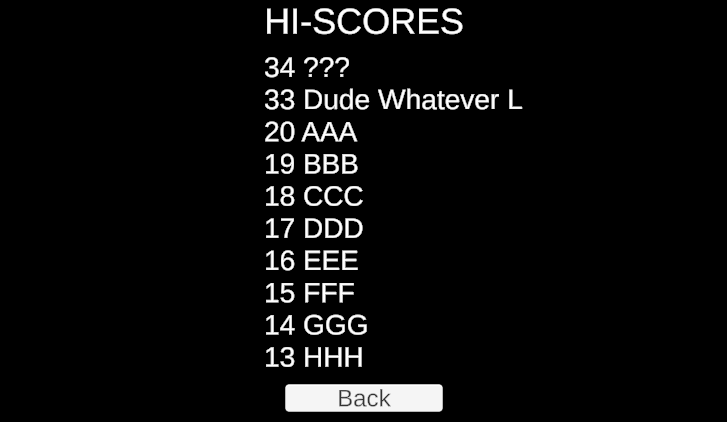 HI-SCORES
34 ???
33 Dude Whatever L
20 AAA
19 BBB
18 CCC
17 DDD
16 EEE
15 FFF
14 GGG
13 HHH
Back